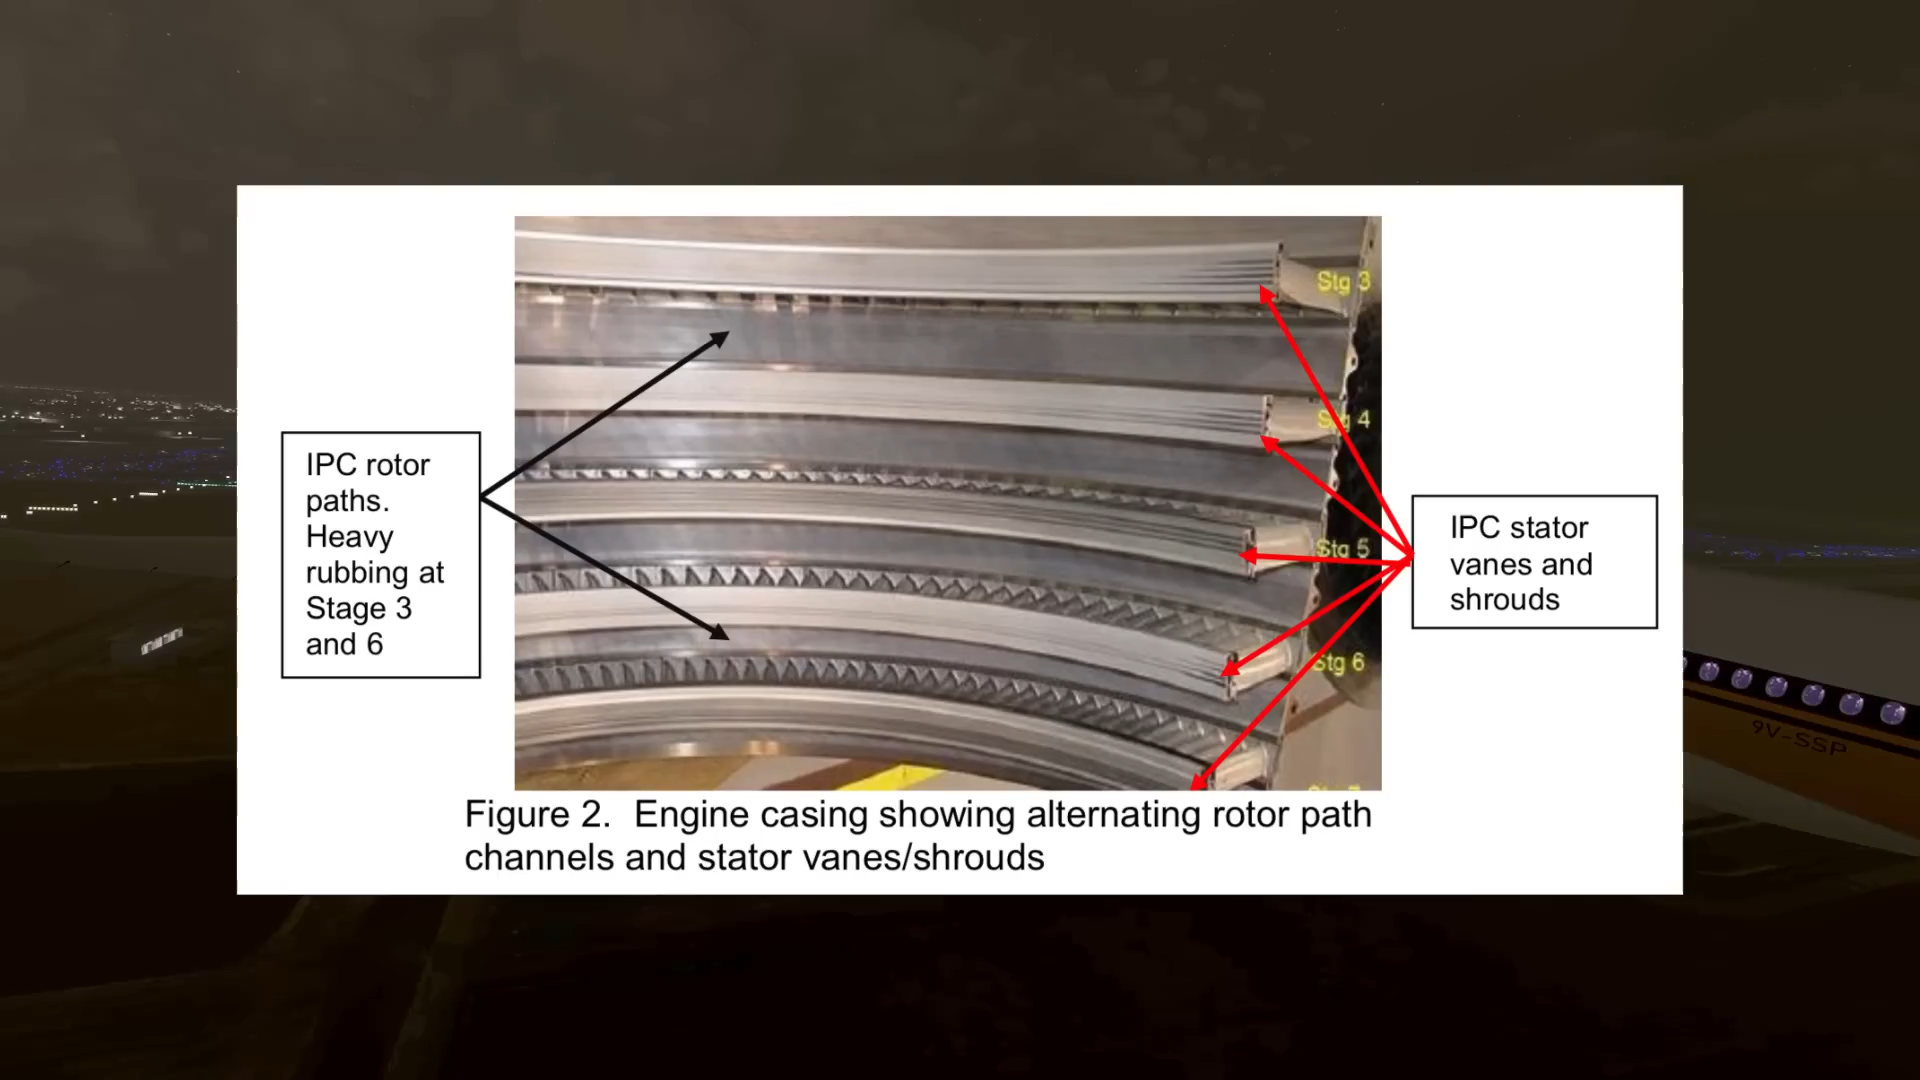 Stg 3
Stg 4
IPC rotor
paths.
Heavy
rubbing at
Stage 3
and 6
IPC stator
vanes and
shrouds
Stg 5
Stg 6
9V-SSP
Figure 2. Engine casing showing alternating rotor path
channels and stator vanes/shrouds